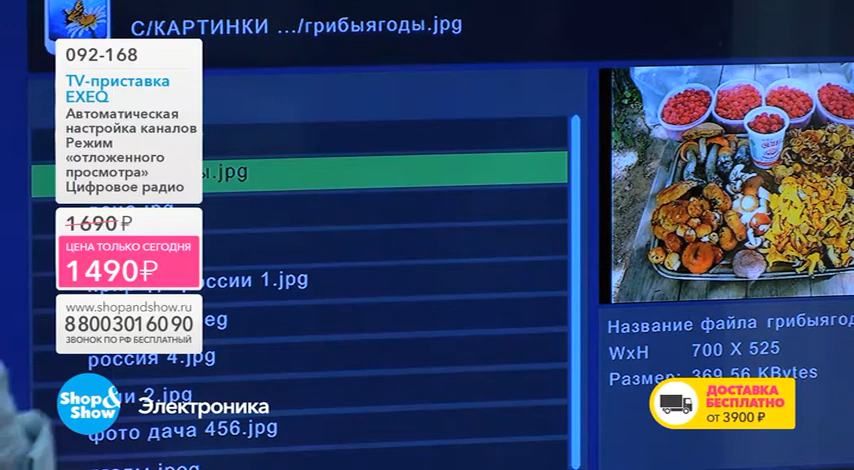 С/КАРТИНКИ .../грибыягоды.jpg
092-168
TV-приставка
EXEQ
Автоматическая
настройка каналов
Режим
«отложенного
просмотра»
Цифровое радио
1690₽
ЦЕНА ТОЛЬКО СЕГОДНЯ
1490₽
www.shopandshow.ru
88003016090
ЗВОНОК ПО РФ БЕСПЛАТНЫЙ
Shop&
Show
Электроника
ы.jpg
россии 1.jpg
eg
россия 4.jpg
2.jpg
фото дача 456.jpg
Название файла грибыягод
WxH 700 X 525
Размер: 369.56 KBytes
ДОСТАВКА
БЕСПЛАТНО
от 3900 ₽